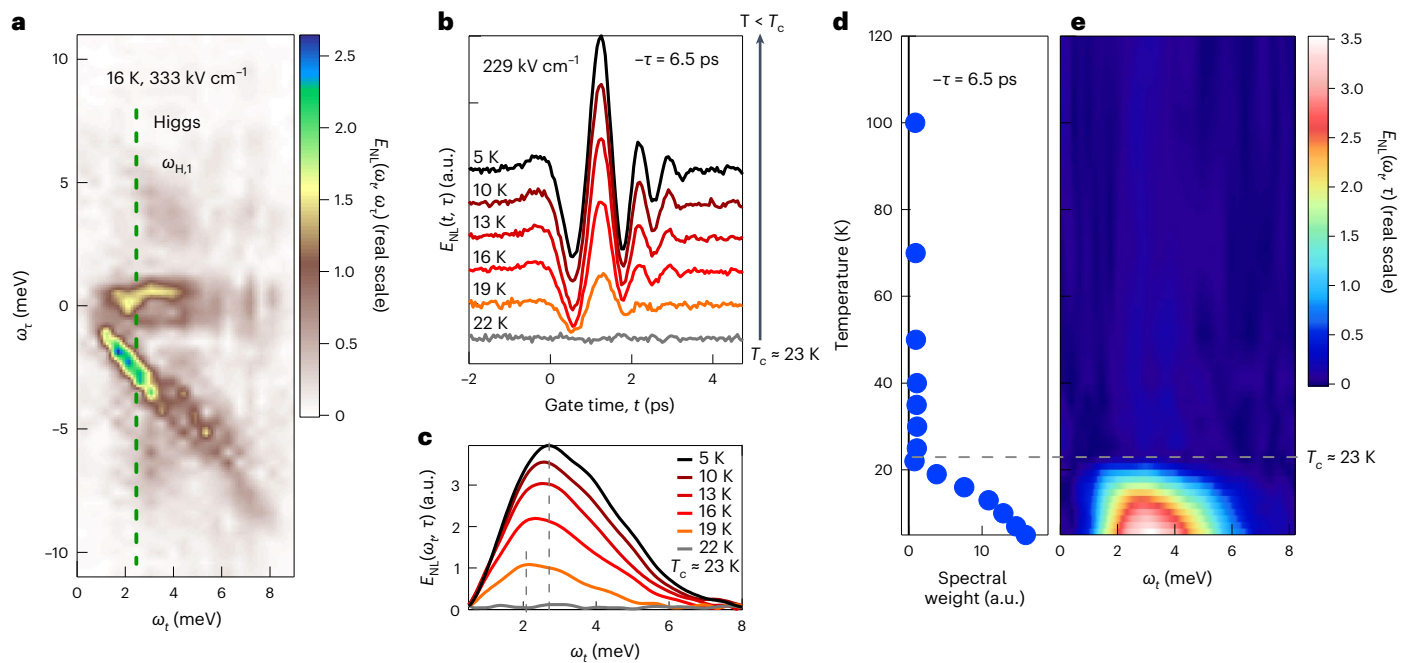 a
10
5
0
−5
−10
ω_τ (meV)
16 K, 333 kV cm⁻¹
Higgs
ω_H,1
0
2
4
6
8
ω_t (meV)
2.5
2.0
1.5
1.0
0.5
0
E_NL(ω_t, ω_τ) (real scale)
b
229 kV cm⁻¹
−τ = 6.5 ps
T < T_c
5 K
10 K
13 K
16 K
19 K
22 K
T_c ≈ 23 K
E_NL(t, τ) (a.u.)
−2
0
2
4
Gate time, t (ps)
c
3
2
1
0
E_NL(ω_t, τ) (a.u.)
5 K
10 K
13 K
16 K
19 K
22 K
T_c ≈ 23 K
2
4
6
8
ω_t (meV)
d
120
100
80
60
40
20
Temperature (K)
−τ = 6.5 ps
0
10
Spectral
weight (a.u.)
e
T_c ≈ 23 K
0
2
4
6
8
ω_t (meV)
3.5
3.0
2.5
2.0
1.5
1.0
0.5
0
E_NL(ω_t, τ) (real scale)